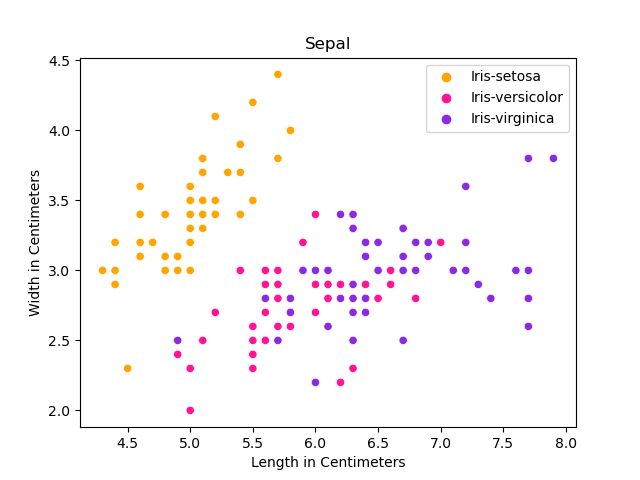 Sepal
4.5
4.0
3.5
3.0
2.5
2.0
Width in Centimeters
Iris-setosa
Iris-versicolor
Iris-virginica
4.5 5.0 5.5 6.0 6.5 7.0 7.5 8.0
Length in Centimeters